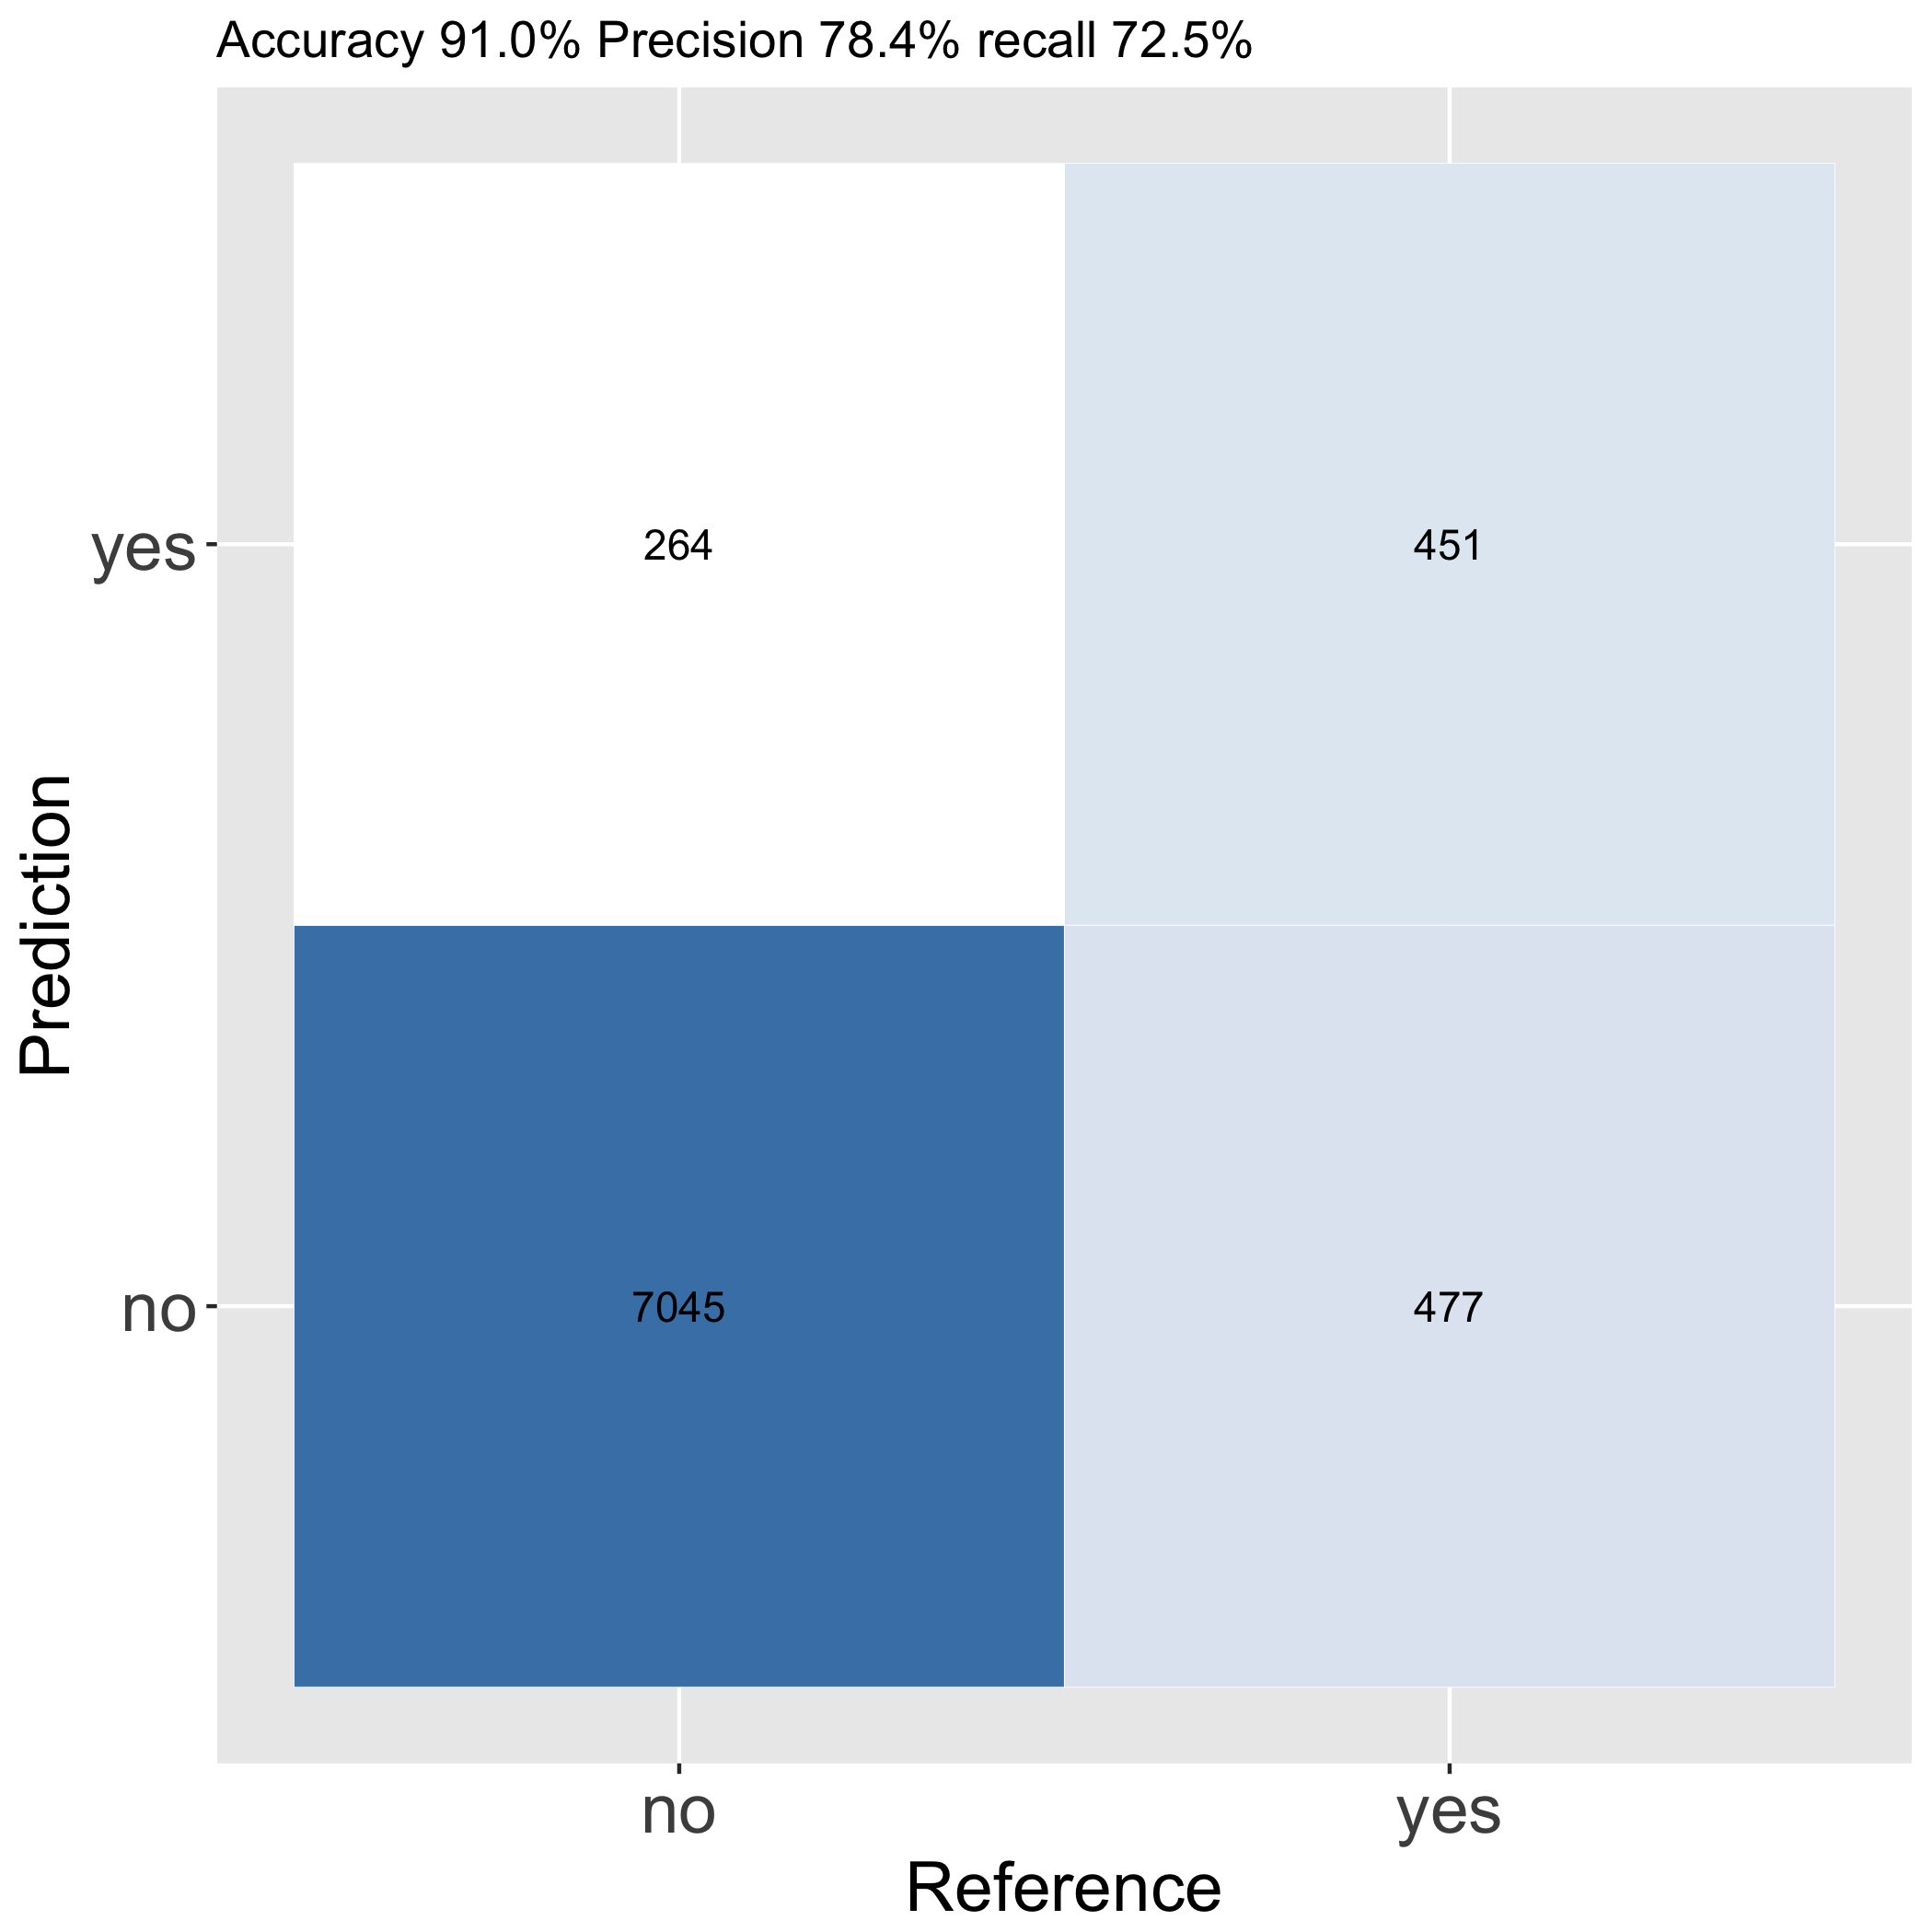 Accuracy 91.0% Precision 78.4% recall 72.5%
Prediction
yes
264 451
no
7045 477
no yes
Reference